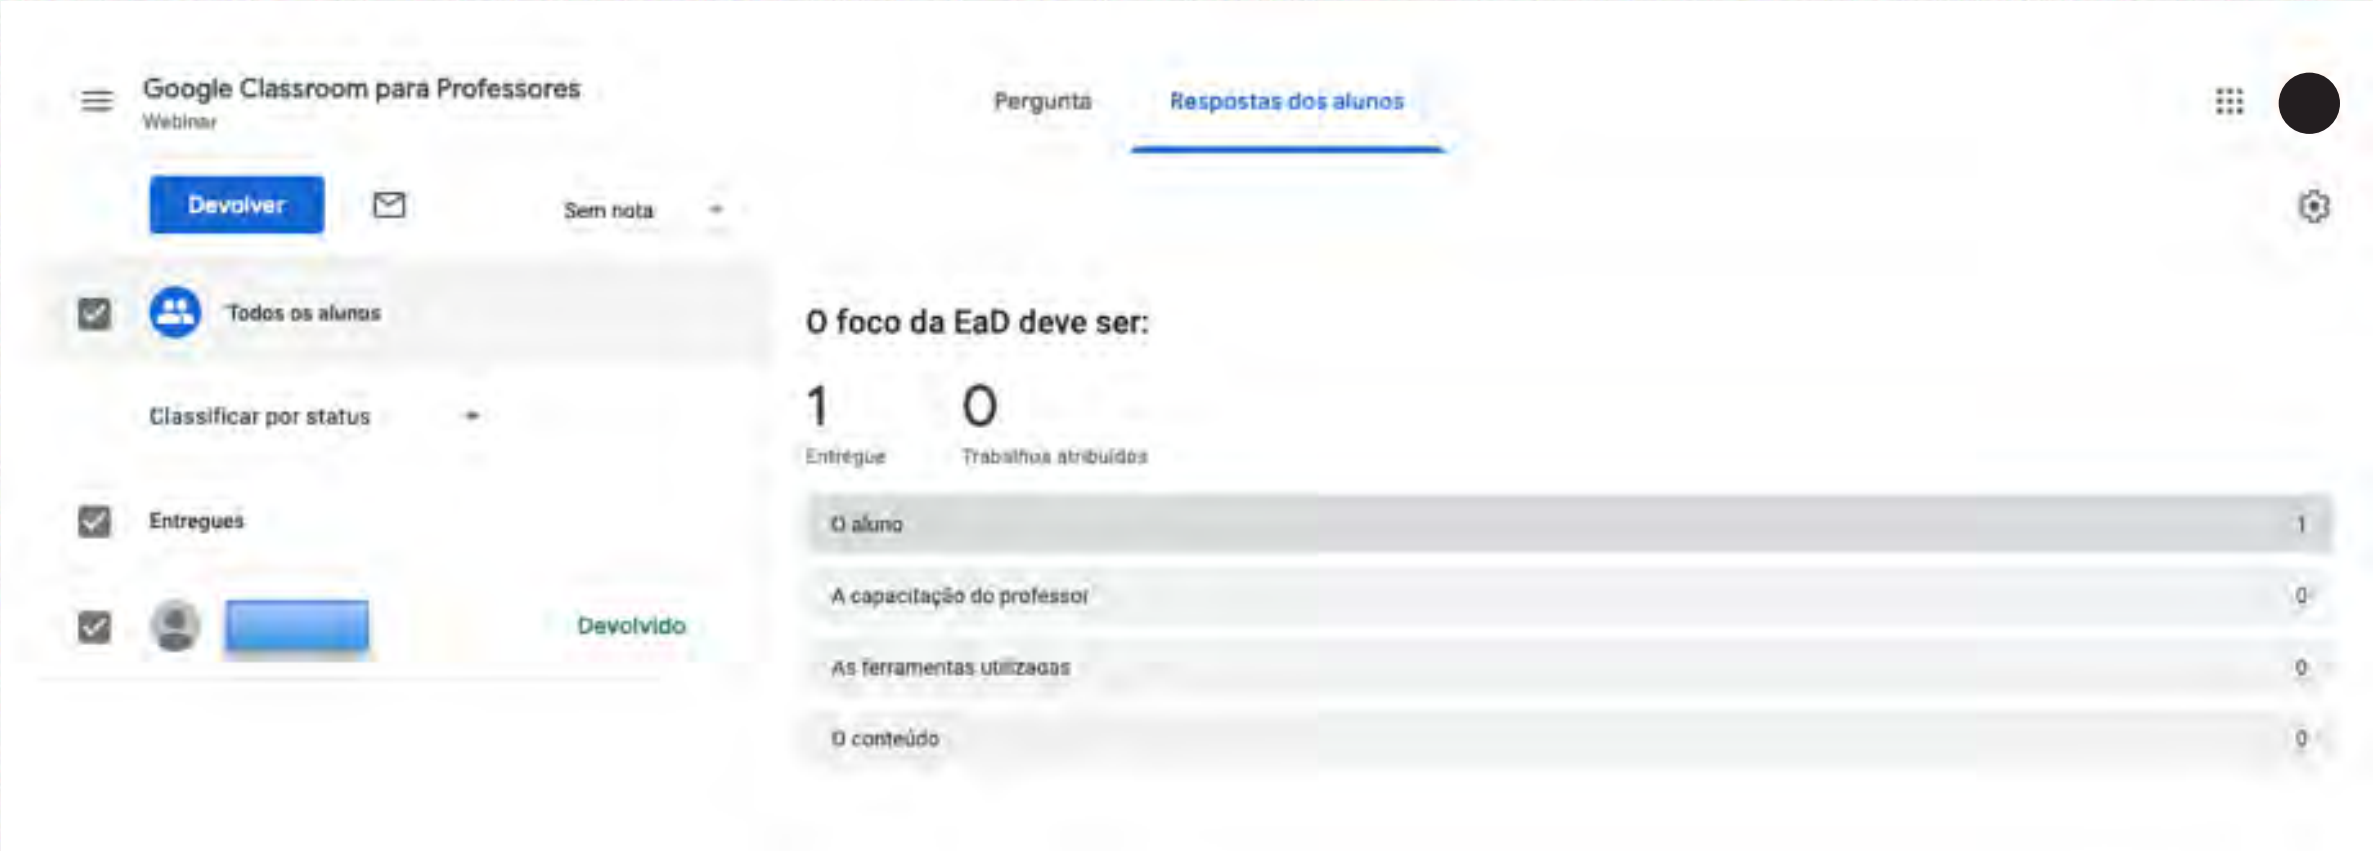 Google Classroom para Professores
Webinar
Pergunta
Respostas dos alunos
Devolver
Sem nota
Todos os alunos
Classificar por status
Entregues
Devolvido
O foco da EaD deve ser:
1 0
Entregue Trabalhos atribuídos
O aluno 1
A capacitação do professor 0
As ferramentas utilizadas 0
O conteúdo 0